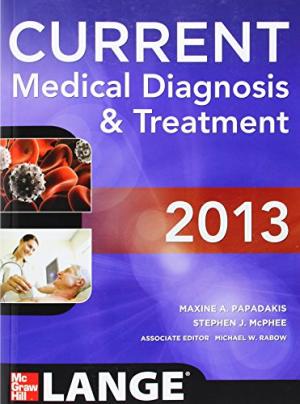 CURRENT
Medical Diagnosis
& Treatment
2013
MAXINE A. PAPADAKIS
STEPHEN J. McPHEE
ASSOCIATE EDITOR MICHAEL W. RABOW
Mc
Graw
Hill
LANGE®